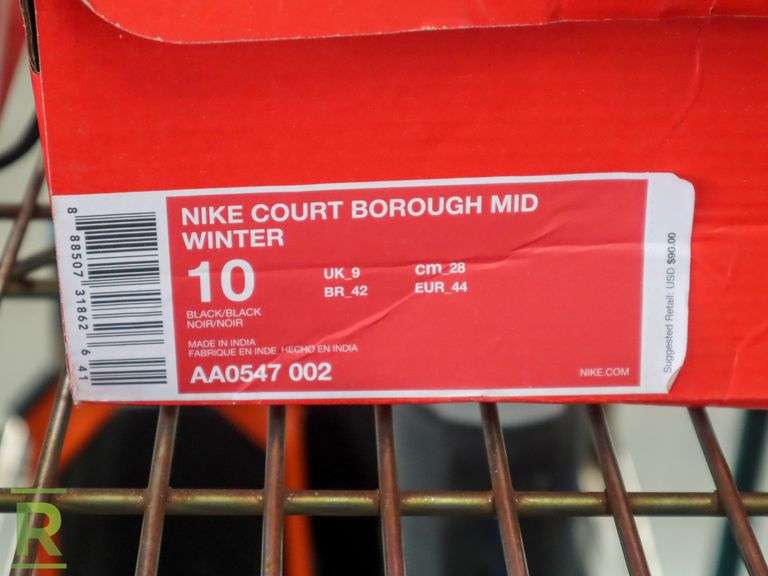 NIKE COURT BOROUGH MID
WINTER
10
UK_9
cm_28
BR_42
EUR_44
BLACK/BLACK
NOIR/NOIR
MADE IN INDIA
FABRIQUE EN INDE HECHO EN INDIA
AA0547 002
NIKE.COM
8 88507 31862 6 41
Suggested Retail: USD $90.00
R